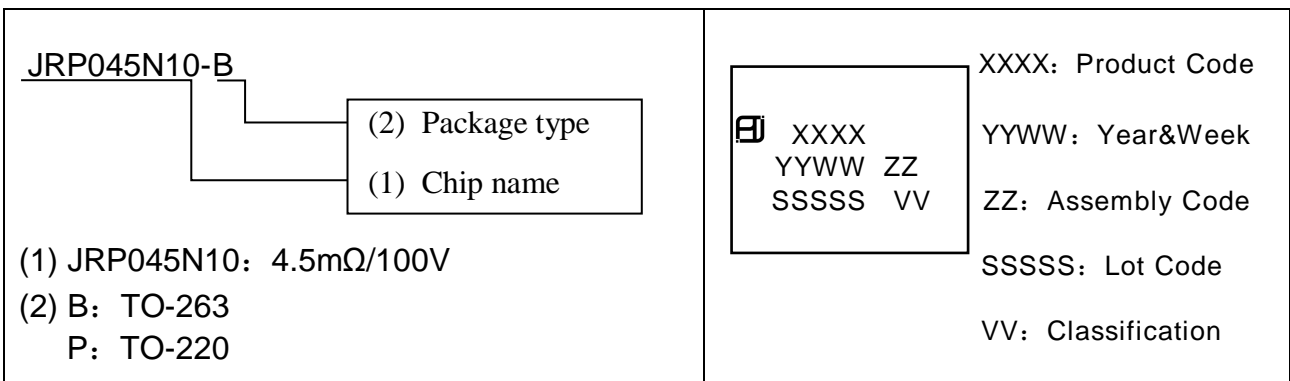 JRP045N10-B
(2) Package type
(1) Chip name
(1) JRP045N10：4.5mΩ/100V
(2) B：TO-263
P：TO-220
XXXX
YYWW ZZ
SSSSS VV
XXXX：Product Code
YYWW：Year&Week
ZZ：Assembly Code
SSSSS：Lot Code
VV：Classification